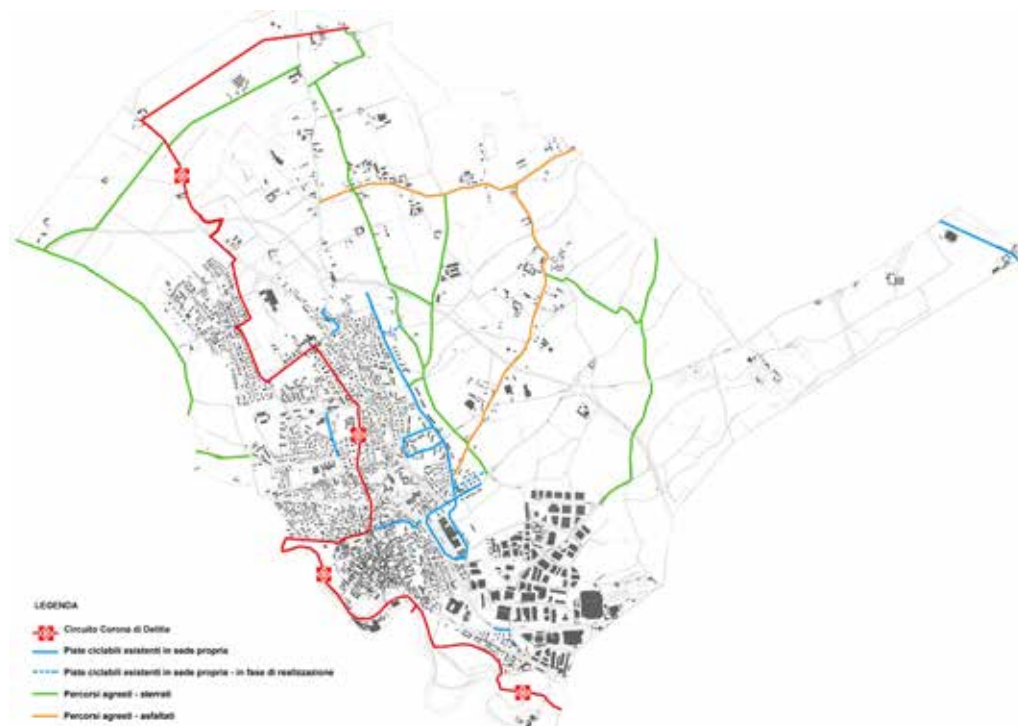 LEGENDA
Circuito Corona di Delitie
Piste ciclabili esistenti in sede propria
Piste ciclabili esistenti in sede propria - in fase di realizzazione
Percorsi agresti - sterrati
Percorsi agresti - asfaltati